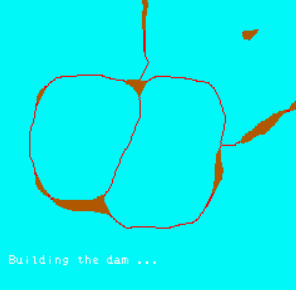 Building the dam ...